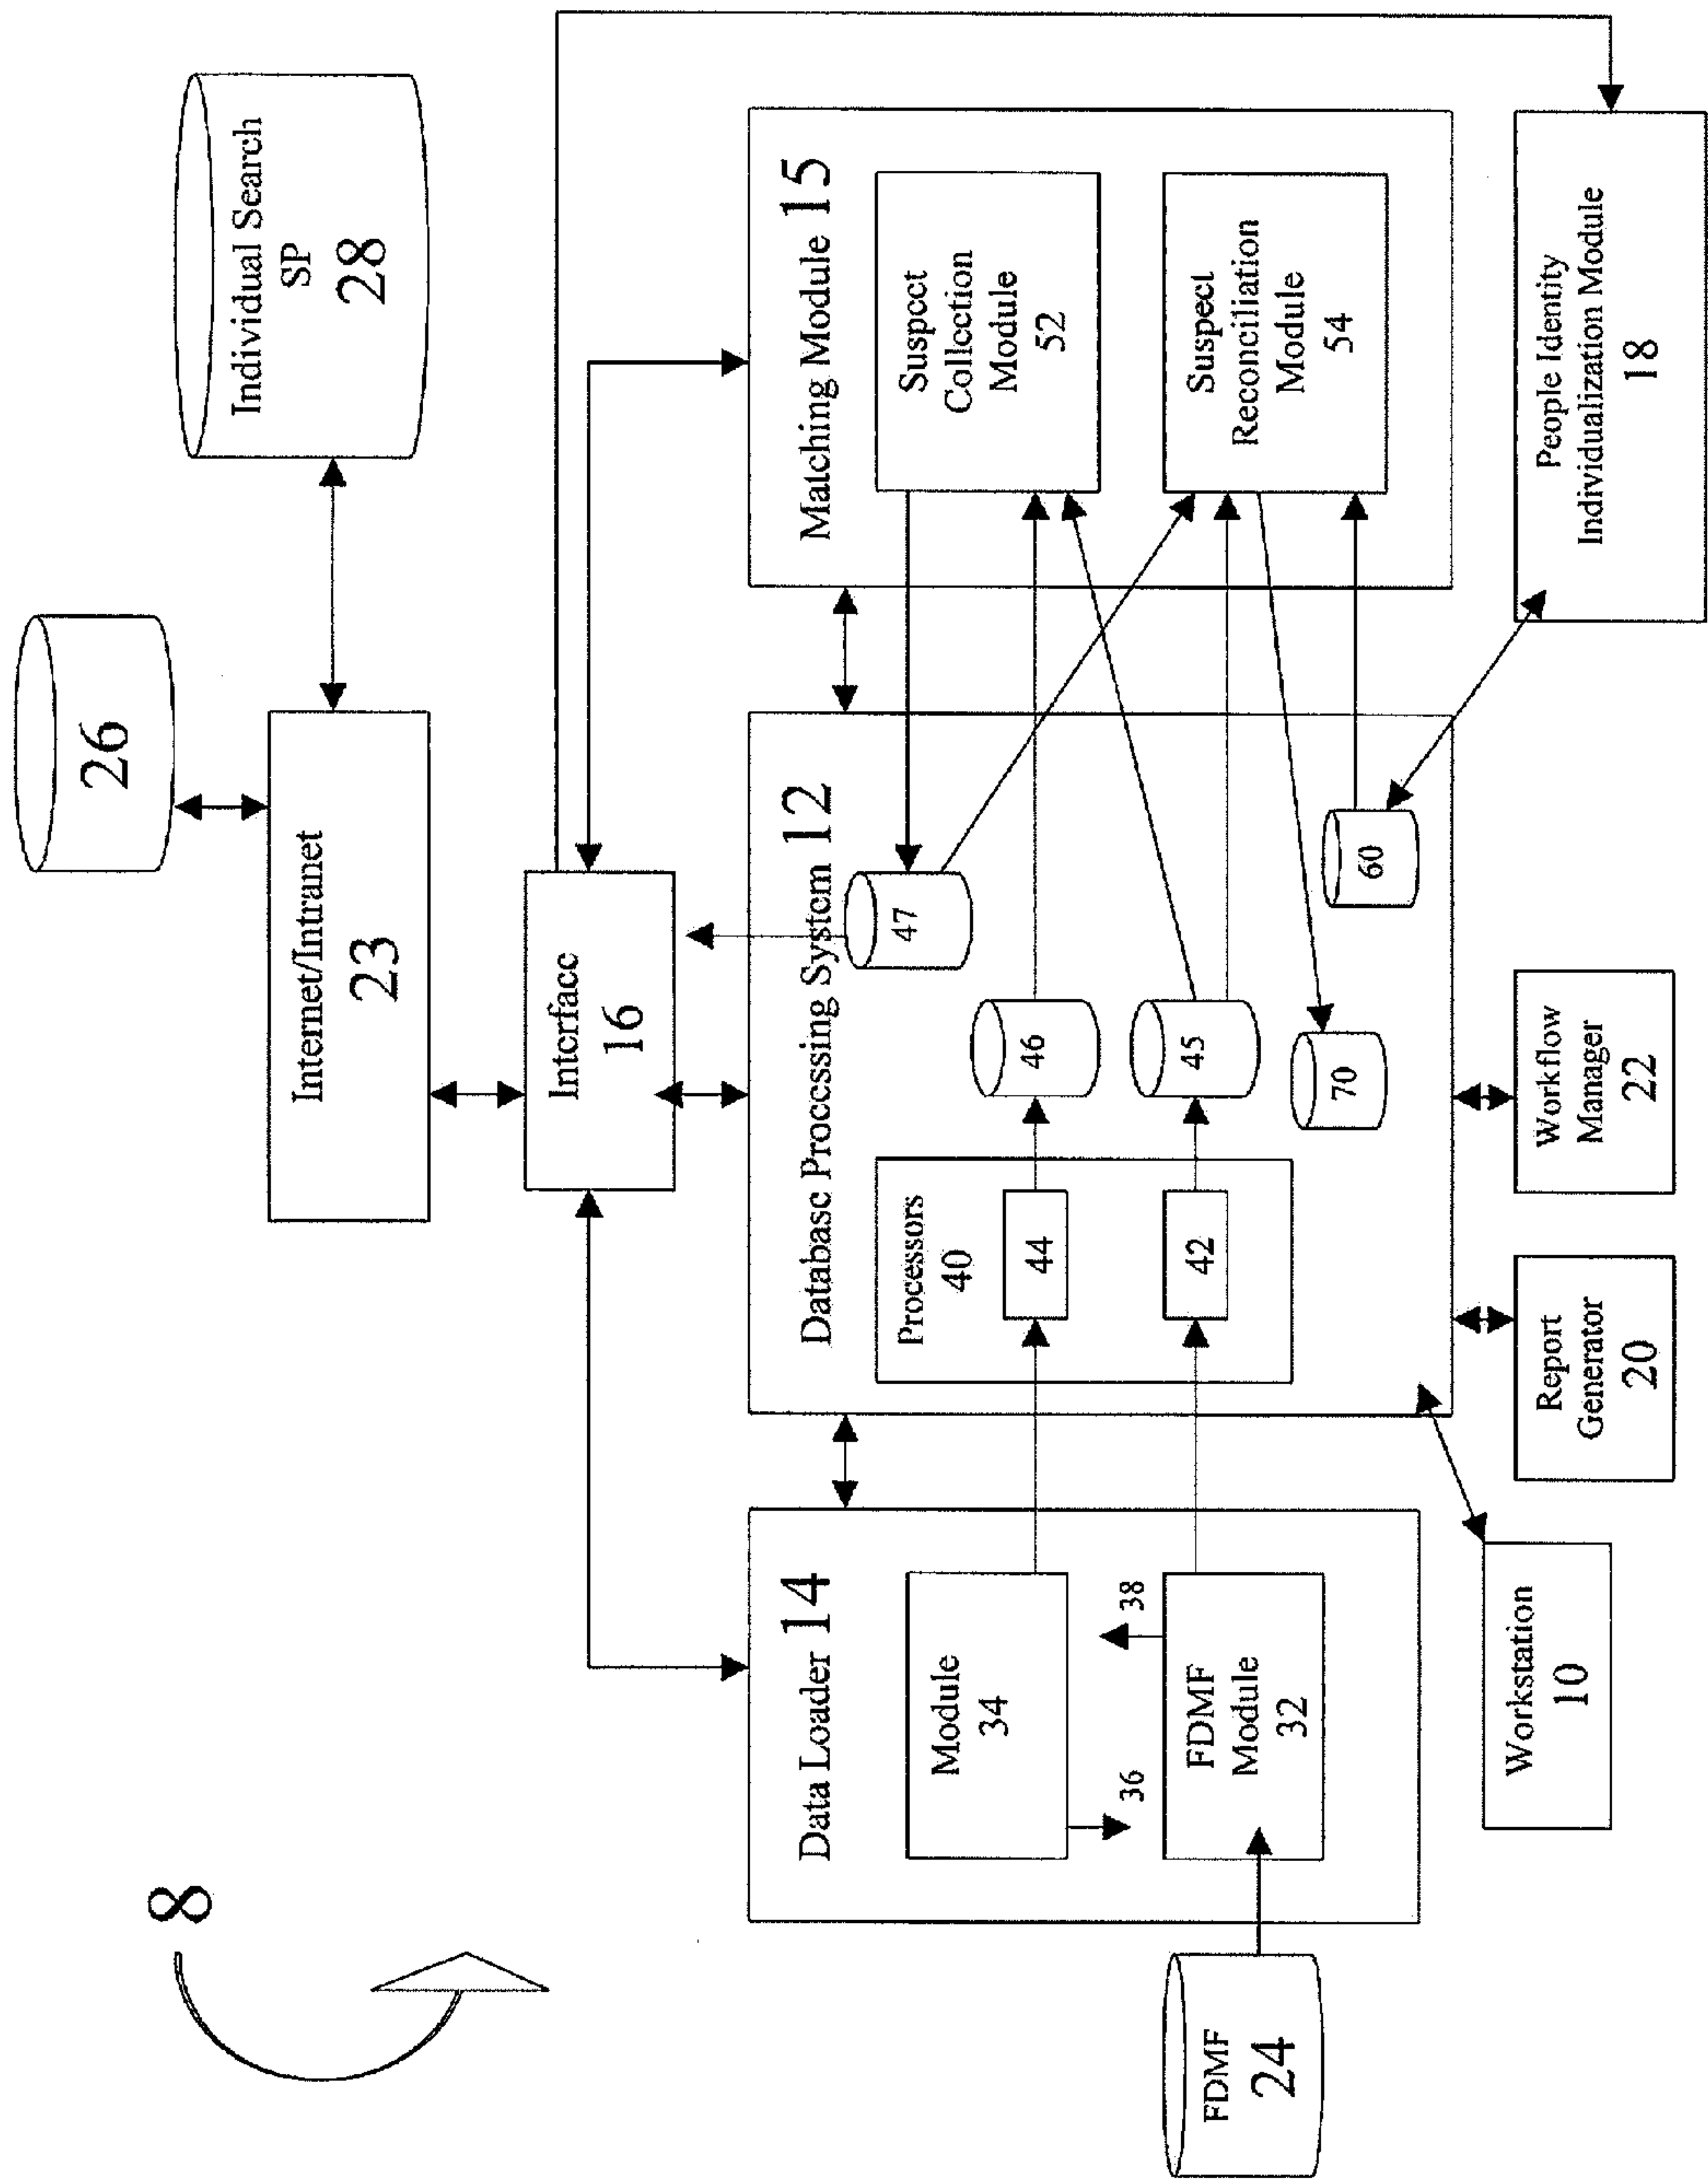 8
26
Individual Search
SP
28
Internet/Intranet
23
Interface
16
Data Loader 14
Module
34
36
38
FDMF
Module
32
FDMF
24
Database Processing System 12
Processors
40
44
42
46
45
47
70
60
Matching Module 15
Suspect
Collection
Module
52
Suspect
Reconciliation
Module
54
Workstation
10
Report
Generator
20
Workflow
Manager
22
People Identity
Individualization Module
18